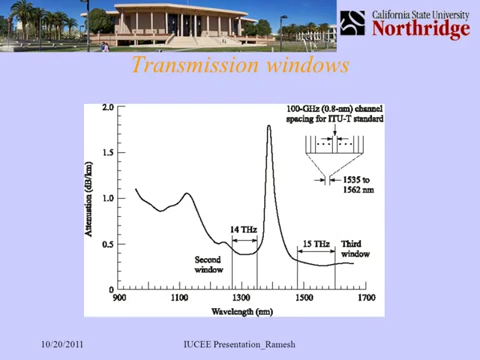 California State University
Northridge
Transmission windows
100-GHz (0.8-nm) channel
spacing for ITU-T standard
1535 to
1562 nm
2.0
1.5
1.0
0.5
0
Attenuation (dB/km)
14 THz
15 THz
Second
window
Third
window
900
1100
1300
1500
1700
Wavelength (nm)
10/20/2011
IUCEE Presentation_Ramesh